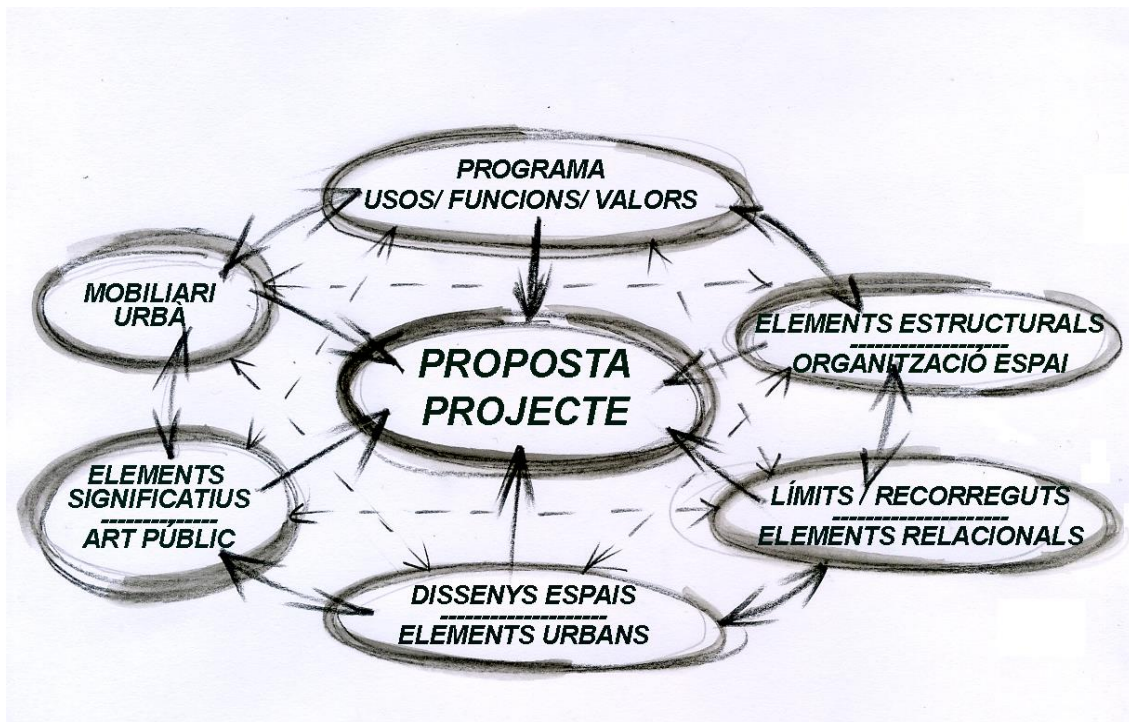 PROGRAMA
USOS/ FUNCIONS/ VALORS
MOBILIARI
URBÀ
ELEMENTS ESTRUCTURALS
--------------------
ORGANITZACIÓ ESPAI
PROPOSTA
PROJECTE
ELEMENTS
SIGNIFICATIUS
--------------
ART PÚBLIC
LÍMITS / RECORREGUTS
----------------------
ELEMENTS RELACIONALS
DISSENYS ESPAIS
--------------------
ELEMENTS URBANS